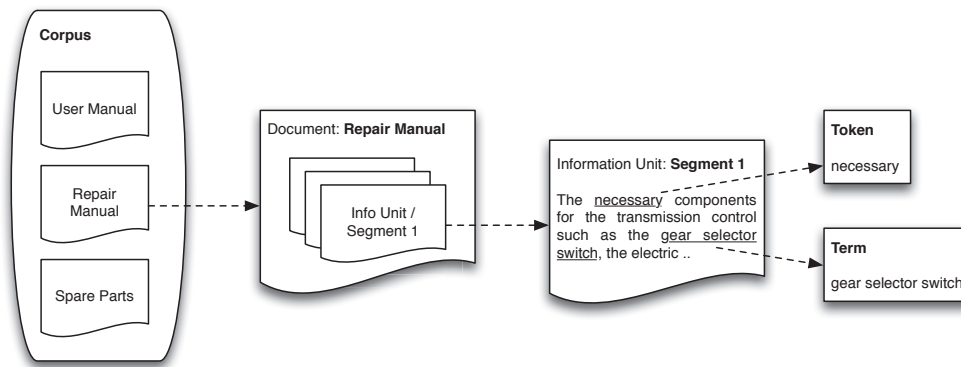 Corpus
User Manual
Repair
Manual
Spare Parts
Document: Repair Manual
Info Unit /
Segment 1
Information Unit: Segment 1
The necessary components
for the transmission control
such as the gear selector
switch, the electric ..
Token
necessary
Term
gear selector switch